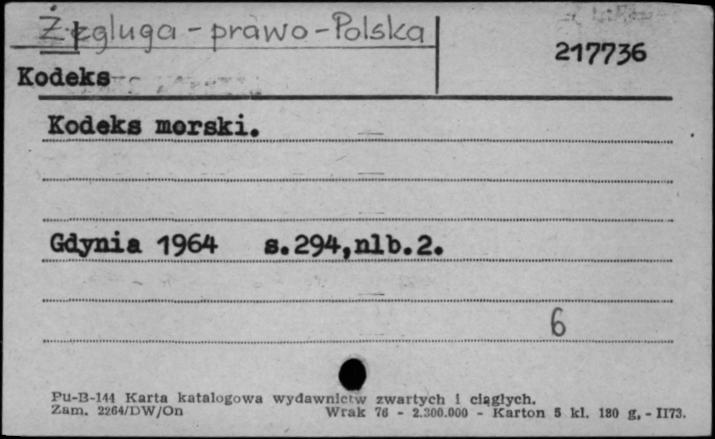 Żegluga - prawo - Polska
217736
Kodeks
Kodeks morski.
Gdynia 1964 s.294,nlb.2.
6
Pu-B-144 Karta katalogowa wydawnictw zwartych i ciągłych.
Zam. 2264/DW/On Wrak 76 - 2.300.000 - Karton 5 kl. 180 g. - II73.